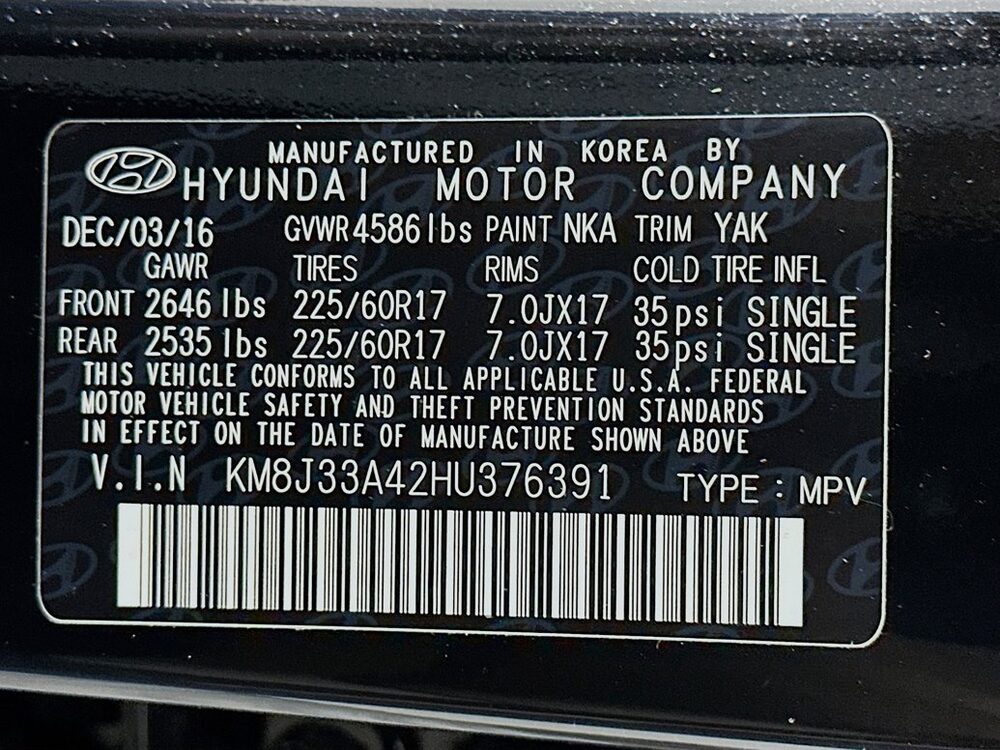 MANUFACTURED IN KOREA BY
HYUNDAI MOTOR COMPANY
DEC/03/16 GVWR4586lbs PAINT NKA TRIM YAK
GAWR TIRES RIMS COLD TIRE INFL
FRONT 2646 lbs 225/60R17 7.0JX17 35psi SINGLE
REAR 2535 lbs 225/60R17 7.0JX17 35psi SINGLE
THIS VEHICLE CONFORMS TO ALL APPLICABLE U.S.A. FEDERAL
MOTOR VEHICLE SAFETY AND THEFT PREVENTION STANDARDS
IN EFFECT ON THE DATE OF MANUFACTURE SHOWN ABOVE
V.I.N KM8J33A42HU376391 TYPE : MPV